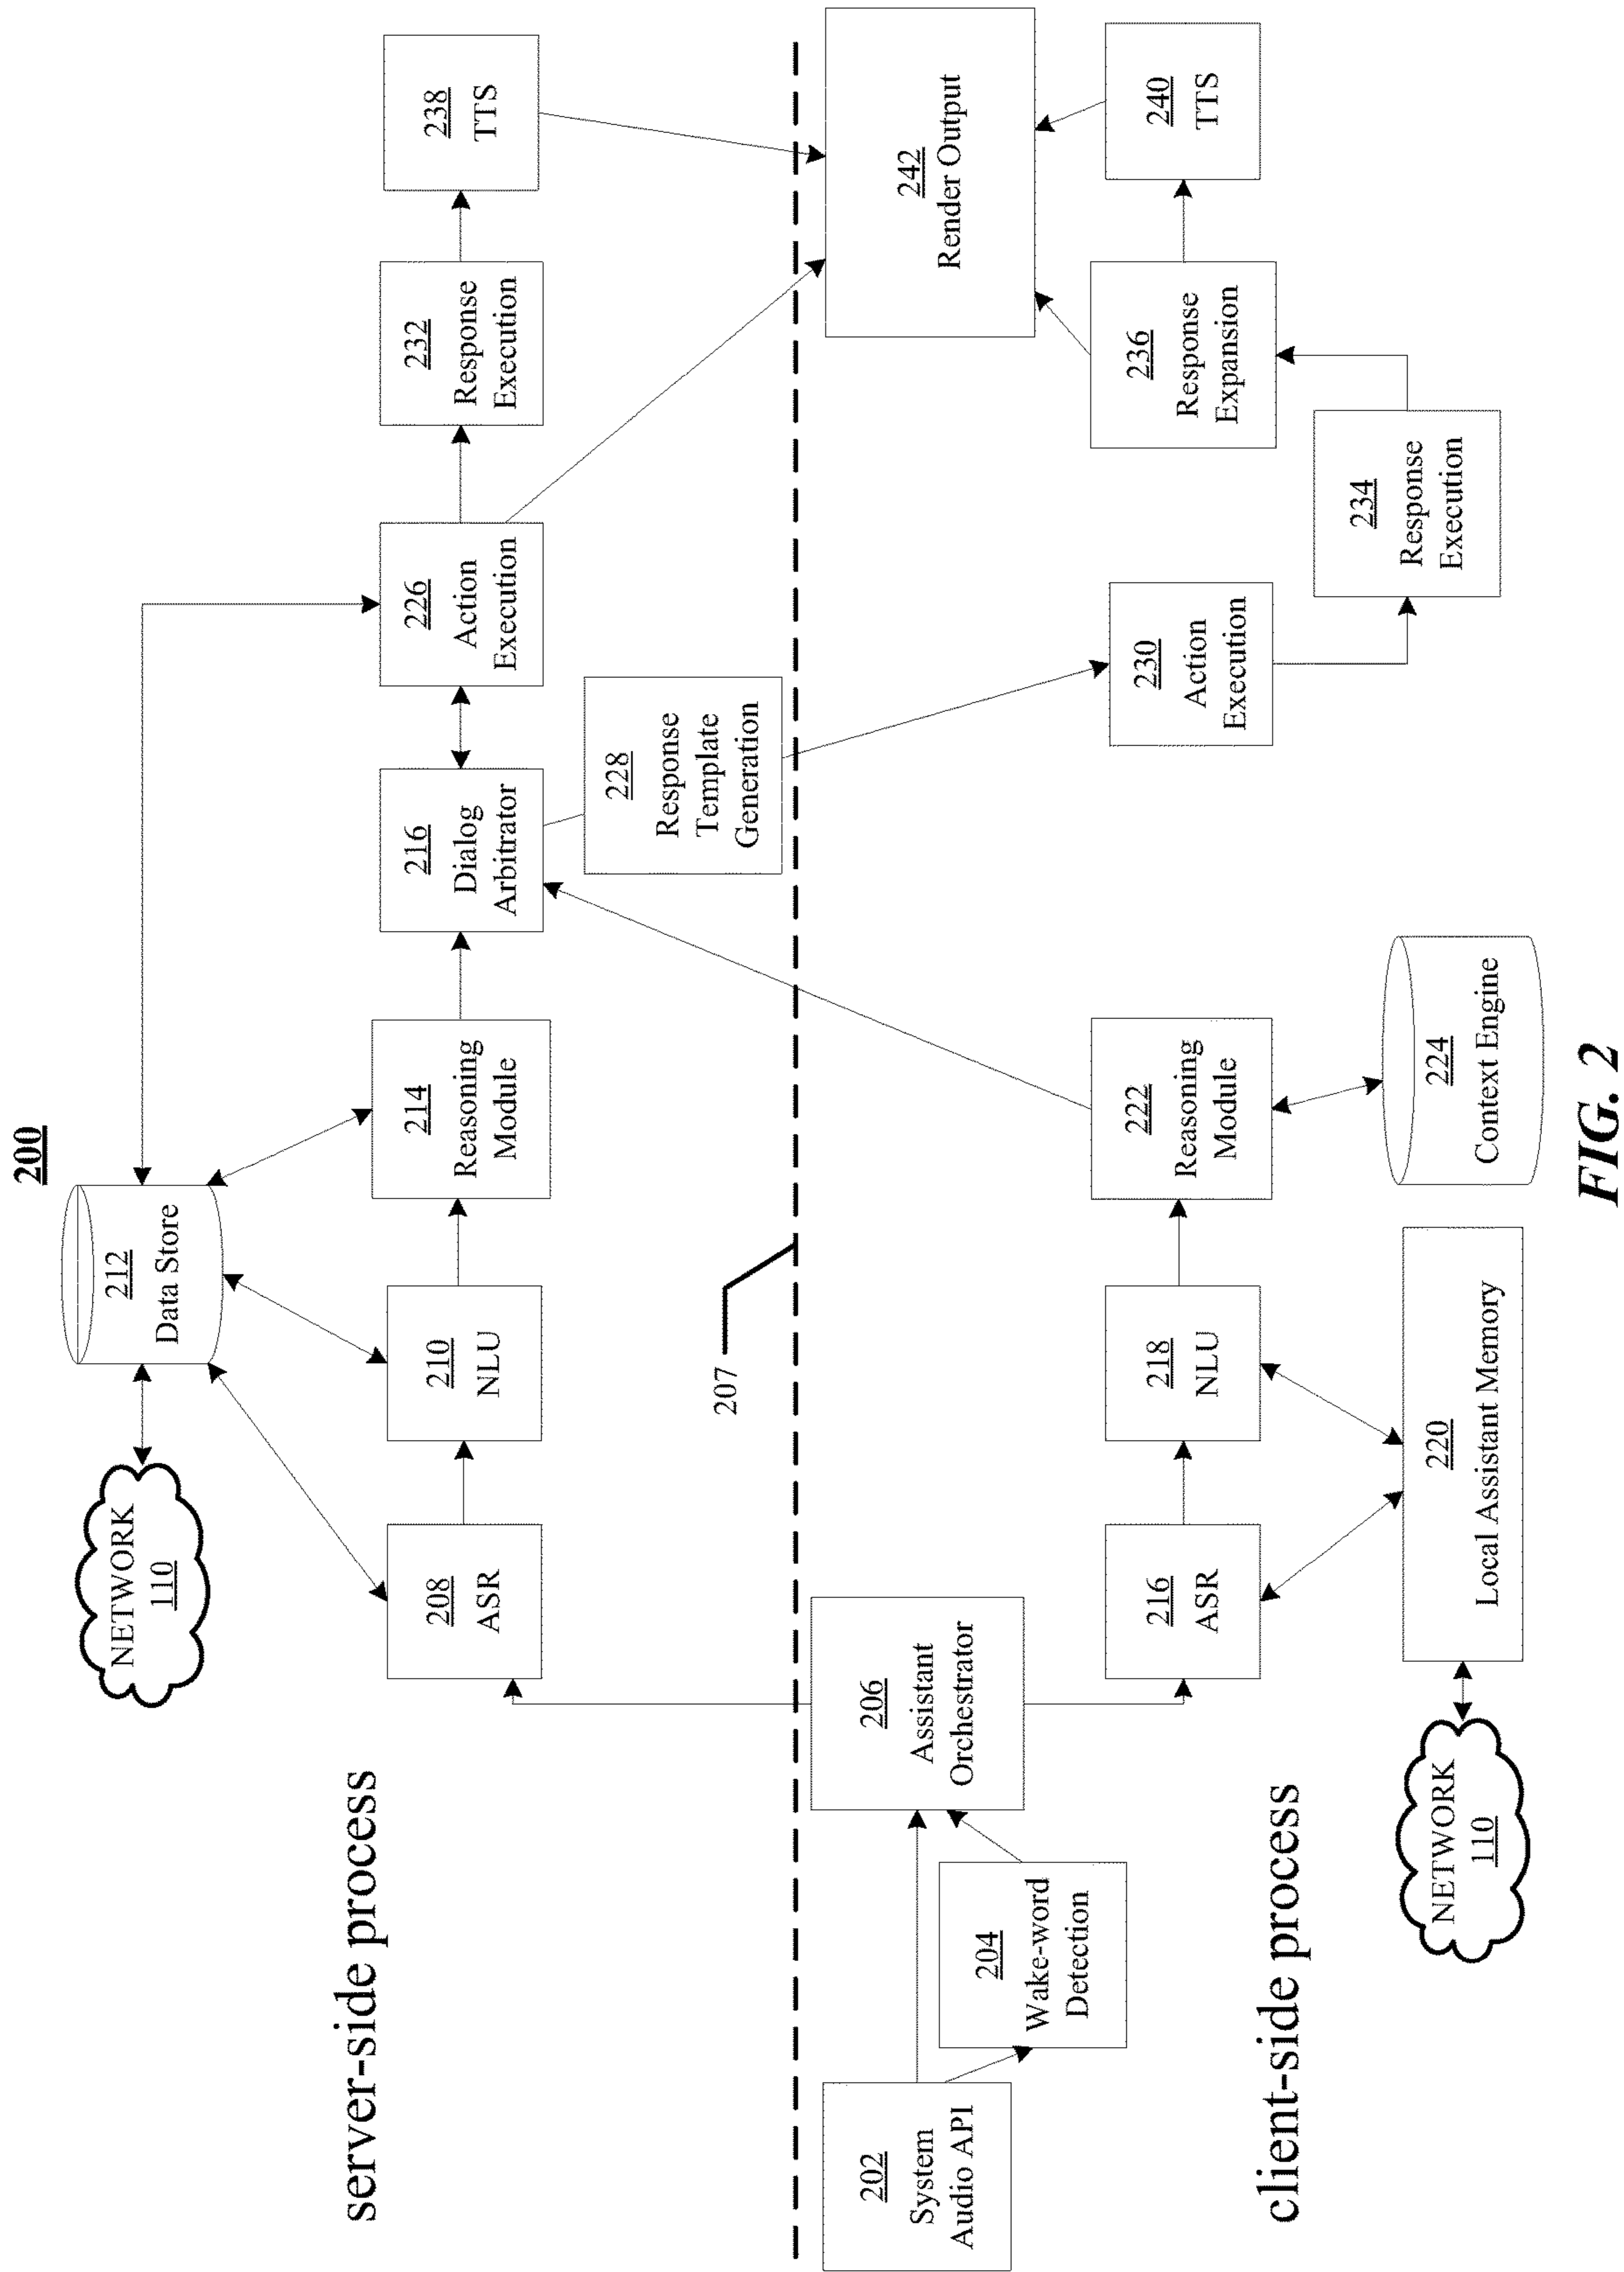 200
server-side process
NETWORK
110
212
Data Store
208
ASR
210
NLU
214
Reasoning
Module
216
Dialog
Arbitrator
226
Action
Execution
232
Response
Execution
238
TTS
228
Response
Template
Generation
207
202
System
Audio API
204
Wake-word
Detection
206
Assistant
Orchestrator
242
Render Output
client-side process
216
ASR
218
NLU
222
Reasoning
Module
230
Action
Execution
236
Response
Expansion
240
TTS
NETWORK
110
220
Local Assistant Memory
224
Context Engine
234
Response
Execution
FIG. 2